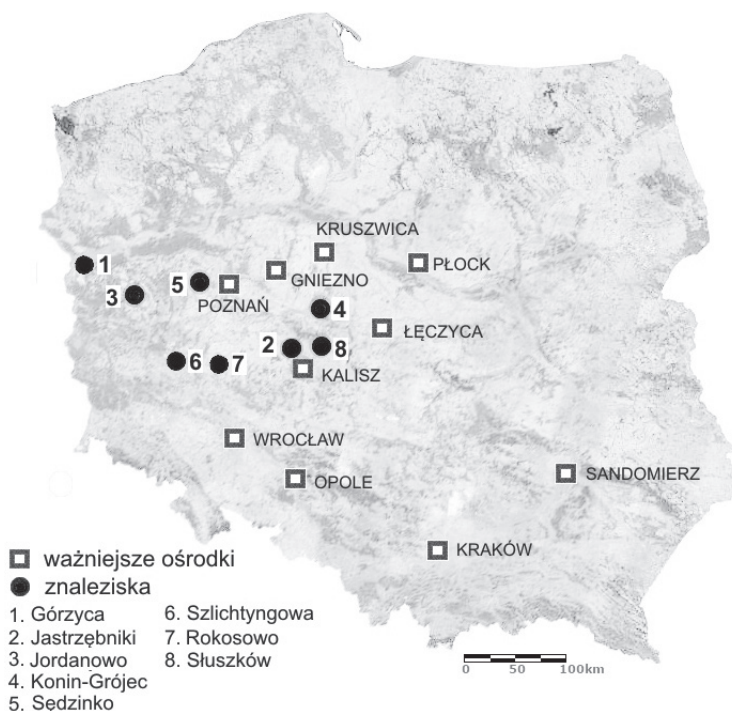 KRUSZWICA
GNIEZNO
PŁOCK
1
5
3
POZNAŃ
4
ŁĘCZYCA
2
8
6
7
KALISZ
WROCŁAW
OPOLE
SANDOMIERZ
KRAKÓW
ważniejsze ośrodki
znaleziska
1. Górzyca
2. Jastrzębniki
3. Jordanowo
4. Konin-Grójec
5. Sędzinko
6. Szlichtyngowa
7. Rokosowo
8. Słuszków
0 50 100km